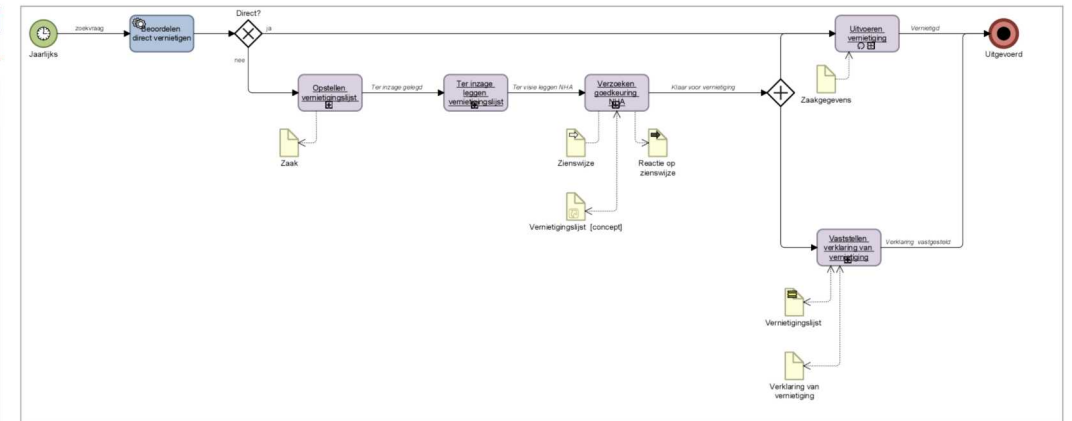 Direct?
zoekvraag
Beoordelen
direct vernietigen
ja
Jaarlijks
nee
Uitvoeren
vernietiging
Vernietigd
Uitgevoerd
Zaakgegevens
Opstellen
vernietigingslijst
Ter inzage gelegd
Ter inzage
leggen
vernietigingslijst
Ter visie leggen NHA
Verzoeken
goedkeuring
NHA
Klaar voor vernietiging
Zaak
Zienswijze
Reactie op
zienswijze
Vernietigingslijst [concept]
Vaststellen
verklaring van
vernietiging
Verklaring vastgesteld
Vernietigingslijst
Verklaring van
vernietiging